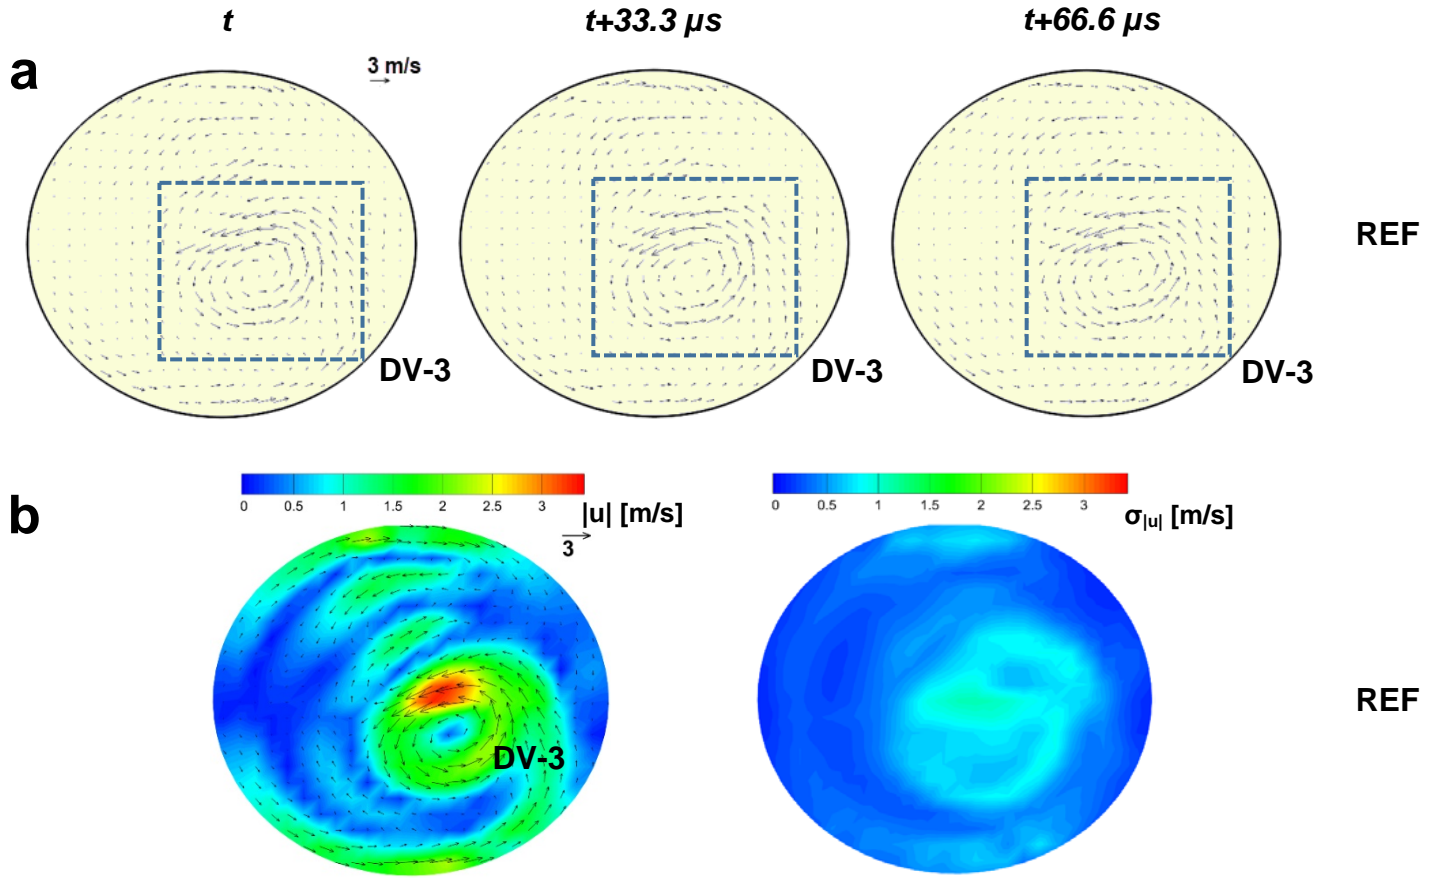 t t+33.3 μs t+66.6 μs
a 3 m/s
REF
DV-3 DV-3 DV-3
b
0 0.5 1 1.5 2 2.5 3 |u| [m/s]
0 0.5 1 1.5 2 2.5 3 σ|u| [m/s]
3
REF
DV-3